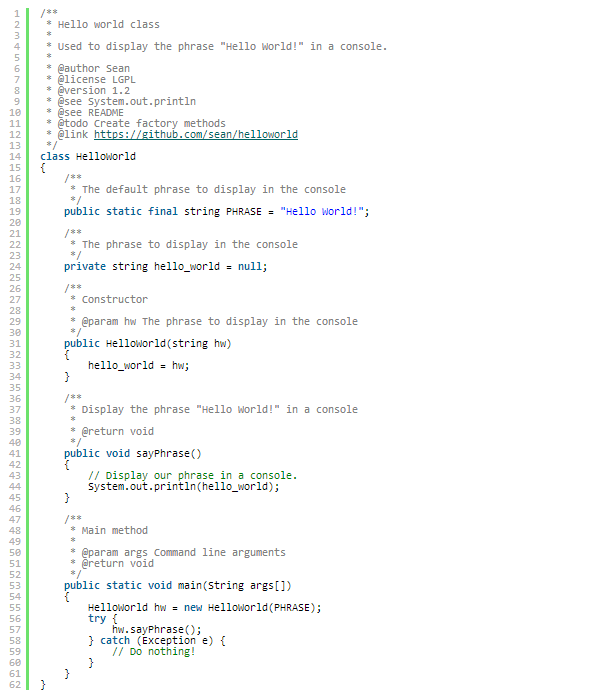 1 /**
2  * Hello world class
3  *
4  * Used to display the phrase "Hello World!" in a console.
5  *
6  * @author Sean
7  * @license LGPL
8  * @version 1.2
9  * @see System.out.println
10  * @see README
11  * @todo Create factory methods
12  * @link https://github.com/sean/helloworld
13  */
14 class HelloWorld
15 {
16     /**
17      * The default phrase to display in the console
18      */
19     public static final string PHRASE = "Hello World!";
20
21     /**
22      * The phrase to display in the console
23      */
24     private string hello_world = null;
25
26     /**
27      * Constructor
28      *
29      * @param hw The phrase to display in the console
30      */
31     public HelloWorld(string hw)
32     {
33         hello_world = hw;
34     }
35
36     /**
37      * Display the phrase "Hello World!" in a console
38      *
39      * @return void
40      */
41     public void sayPhrase()
42     {
43         // Display our phrase in a console.
44         System.out.println(hello_world);
45     }
46
47     /**
48      * Main method
49      *
50      * @param args Command line arguments
51      * @return void
52      */
53     public static void main(String args[])
54     {
55         HelloWorld hw = new HelloWorld(PHRASE);
56         try {
57             hw.sayPhrase();
58         } catch (Exception e) {
59             // Do nothing!
60         }
61     }
62 }